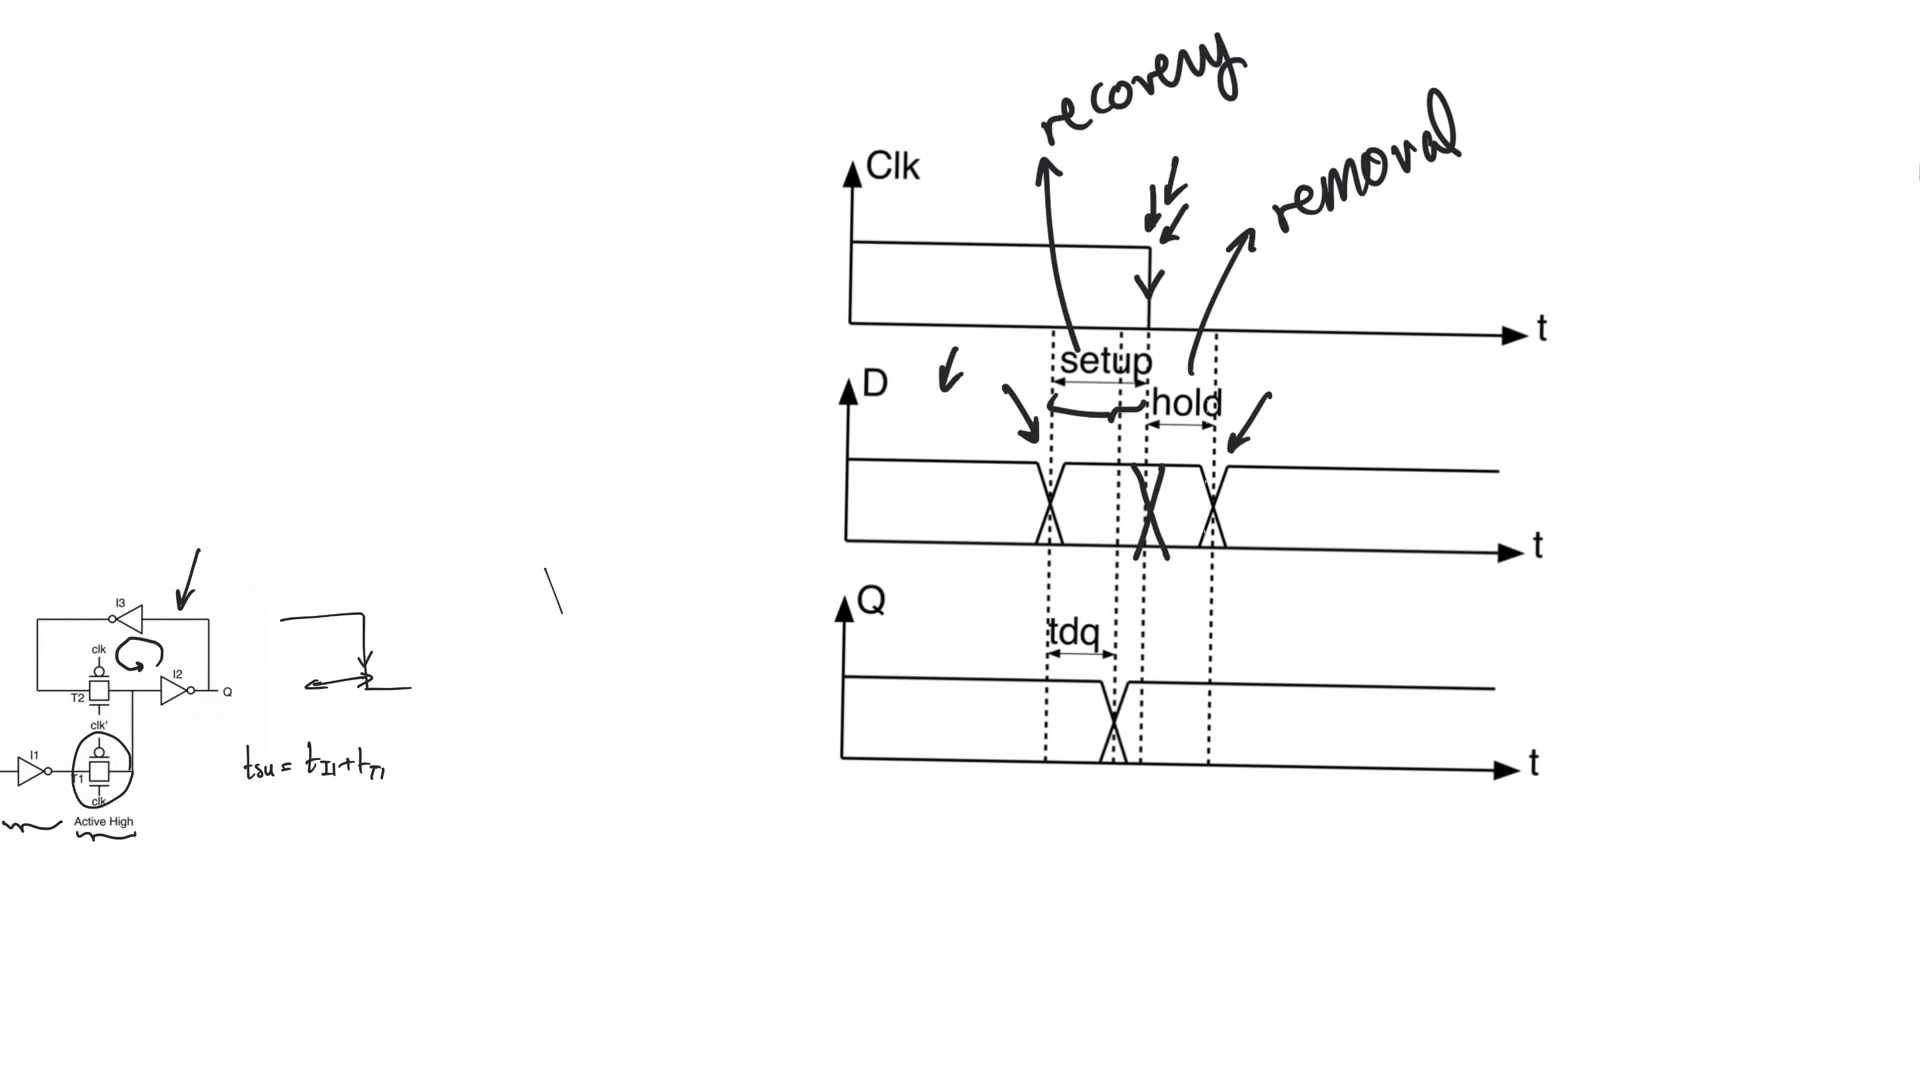 recovery
removal
Clk
t
setup
hold
D
t
Q
tdq
t
I3
clk
I2
T2
Q
clk'
I1
T1
clk
Active High
tsu = tI1 + tT1